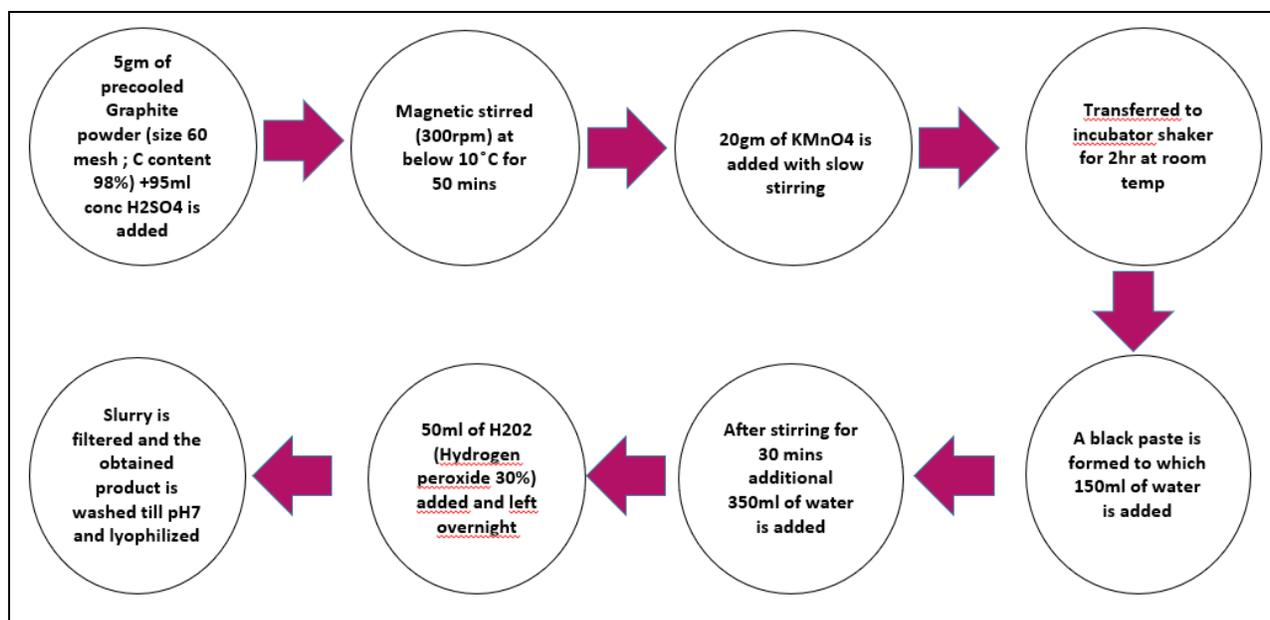 5gm of
precooled
Graphite
powder (size 60
mesh ; C content
98%) +95ml
conc H2SO4 is
added
Magnetic stirred
(300rpm) at
below 10˚C for
50 mins
20gm of KMnO4 is
added with slow
stirring
Transferred to
incubator shaker
for 2hr at room
temp
A black paste is
formed to which
150ml of water
is added
After stirring for
30 mins
additional
350ml of water
is added
50ml of H202
(Hydrogen
peroxide 30%)
added and left
overnight
Slurry is
filtered and the
obtained
product is
washed till pH7
and lyophilized